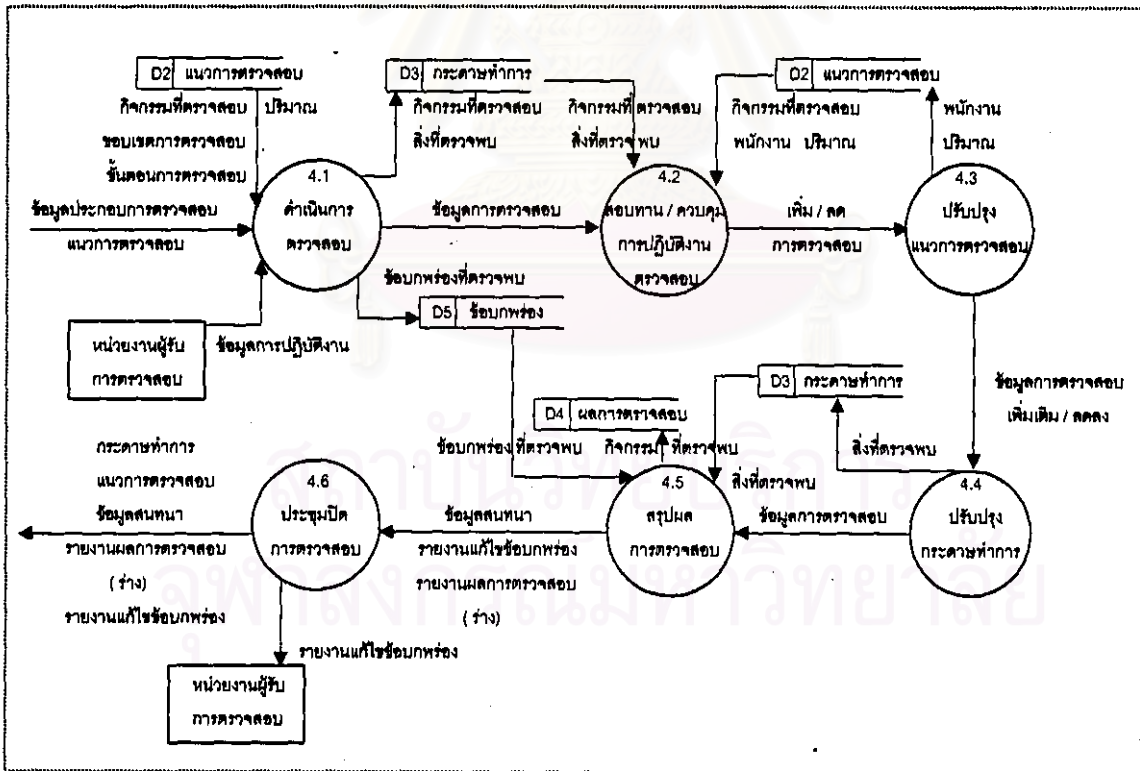 D2 แนวการตรวจสอบ
กิจกรรมที่ตรวจสอบ ปริมาณ
ขอบเขตการตรวจสอบ
ขั้นตอนการตรวจสอบ
ข้อมูลประกอบการตรวจสอบ
แนวการตรวจสอบ
D3 กระดาษทำการ
กิจกรรมที่ตรวจสอบ
สิ่งที่ตรวจพบ
กิจกรรมที่ตรวจสอบ
สิ่งที่ตรวจพบ
D2 แนวการตรวจสอบ
กิจกรรมที่ตรวจสอบ
พนักงาน ปริมาณ
พนักงาน
ปริมาณ
4.1
ดำเนินการ
ตรวจสอบ
ข้อมูลการตรวจสอบ
4.2
สอบทาน / ควบคุม
การปฏิบัติงาน
ตรวจสอบ
เพิ่ม / ลด
การตรวจสอบ
4.3
ปรับปรุง
แนวการตรวจสอบ
ข้อบกพร่องที่ตรวจพบ
D5 ข้อบกพร่อง
หน่วยงานผู้รับ
การตรวจสอบ
ข้อมูลการปฏิบัติงาน
D3 กระดาษทำการ
ข้อมูลการตรวจสอบ
เพิ่มเติม / ลดลง
D4 ผลการตรวจสอบ
ข้อบกพร่อง ที่ตรวจพบ
กิจกรรม ที่ตรวจพบ
สิ่งที่ตรวจพบ
สิ่งที่ตรวจพบ
กระดาษทำการ
แนวการตรวจสอบ
ข้อมูลสนทนา
รายงานผลการตรวจสอบ
( ร่าง)
รายงานแก้ไขข้อบกพร่อง
4.6
ประชุมปิด
การตรวจสอบ
ข้อมูลสนทนา
รายงานแก้ไขข้อบกพร่อง
รายงานผลการตรวจสอบ
( ร่าง)
4.5
สรุปผล
การตรวจสอบ
ข้อมูลการตรวจสอบ
4.4
ปรับปรุง
กระดาษทำการ
รายงานแก้ไขข้อบกพร่อง
หน่วยงานผู้รับ
การตรวจสอบ
สถาบันวิทยบริการ
จุฬาลงกรณ์มหาวิทยาลัย